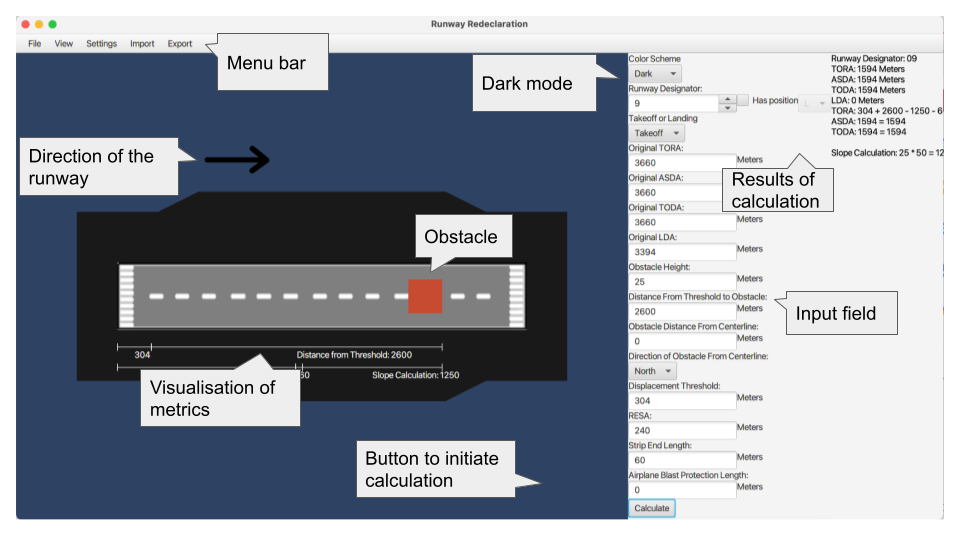 Runway Redeclaration
File View Settings Import Export
Menu bar
Dark mode
Direction of the
runway
Obstacle
304
Distance from Threshold: 2600
60
Slope Calculation: 1250
Visualisation of
metrics
Button to initiate
calculation
Color Scheme
Dark
Runway Designator:
9
Has position
L
Takeoff or Landing
Takeoff
Original TORA:
3660 Meters
Original ASDA:
3660
Original TODA:
3660 Meters
Original LDA:
3394 Meters
Obstacle Height:
25 Meters
Distance From Threshold to Obstacle:
2600 Meters
Obstacle Distance From Centerline:
0 Meters
Direction of Obstacle From Centerline:
North
Displacement Threshold:
304 Meters
RESA:
240 Meters
Strip End Length:
60 Meters
Airplane Blast Protection Length:
0 Meters
Calculate
Runway Designator: 09
TORA: 1594 Meters
ASDA: 1594 Meters
TODA: 1594 Meters
LDA: 0 Meters
TORA: 304 + 2600 - 1250 - 6
ASDA: 1594 = 1594
TODA: 1594 = 1594
Slope Calculation: 25 * 50 = 12
Results of
calculation
Input field